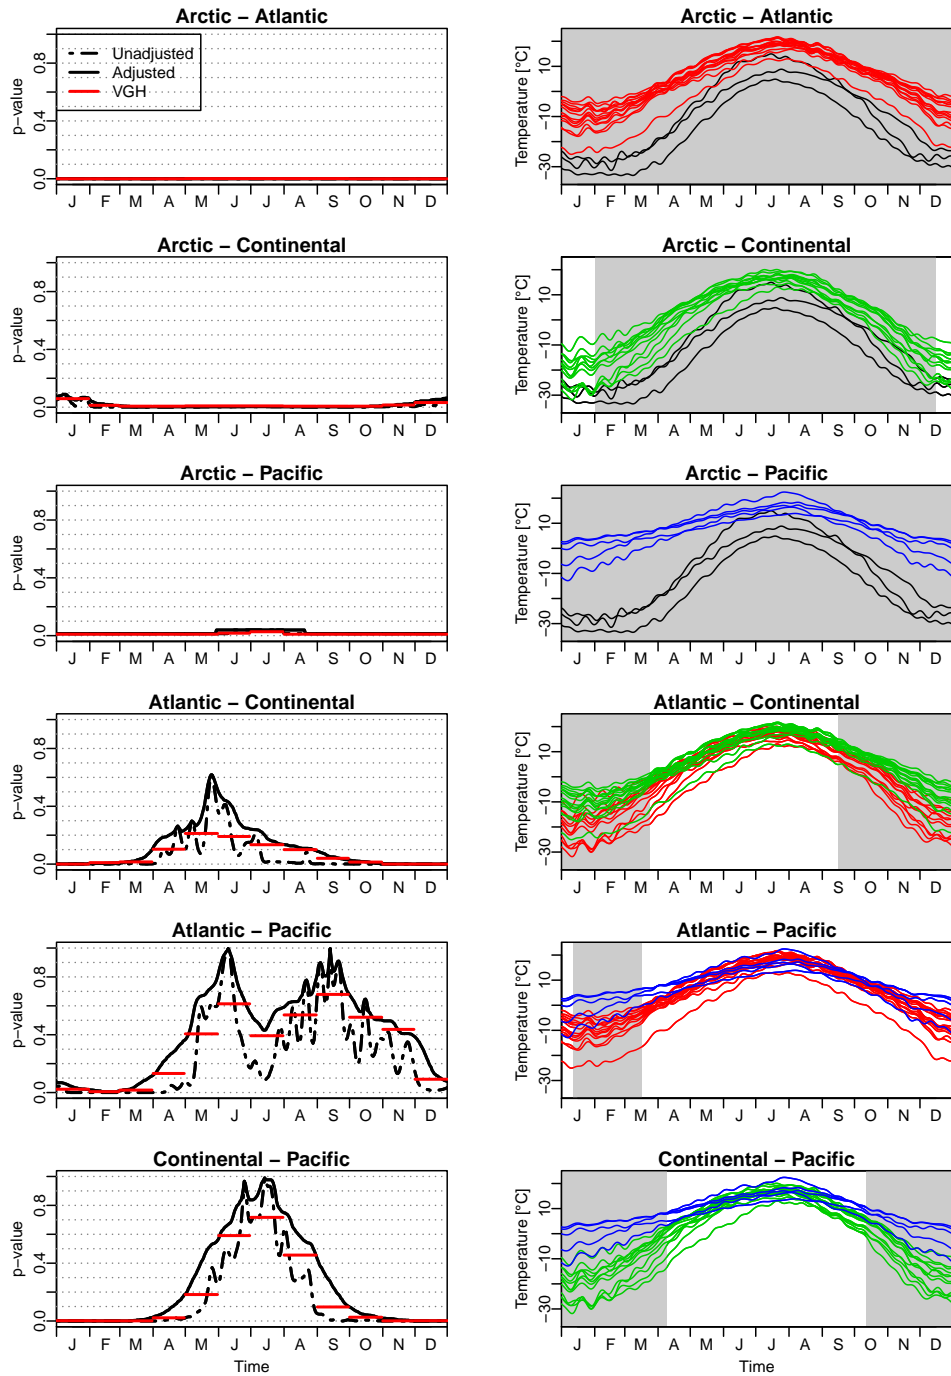 Arctic − Atlantic
p−value
0.0 0.4 0.8
Unadjusted
Adjusted
VGH
J F M A M J J A S O N D
Arctic − Atlantic
Temperature [°C]
−30 −10 10
J F M A M J J A S O N D
Arctic − Continental
p−value
0.0 0.4 0.8
J F M A M J J A S O N D
Arctic − Continental
Temperature [°C]
−30 −10 10
J F M A M J J A S O N D
Arctic − Pacific
p−value
0.0 0.4 0.8
J F M A M J J A S O N D
Arctic − Pacific
Temperature [°C]
−30 −10 10
J F M A M J J A S O N D
Atlantic − Continental
p−value
0.0 0.4 0.8
J F M A M J J A S O N D
Atlantic − Continental
Temperature [°C]
−30 −10 10
J F M A M J J A S O N D
Atlantic − Pacific
p−value
0.0 0.4 0.8
J F M A M J J A S O N D
Atlantic − Pacific
Temperature [°C]
−30 −10 10
J F M A M J J A S O N D
Continental − Pacific
p−value
0.0 0.4 0.8
J F M A M J J A S O N D
Time
Continental − Pacific
Temperature [°C]
−30 −10 10
J F M A M J J A S O N D
Time